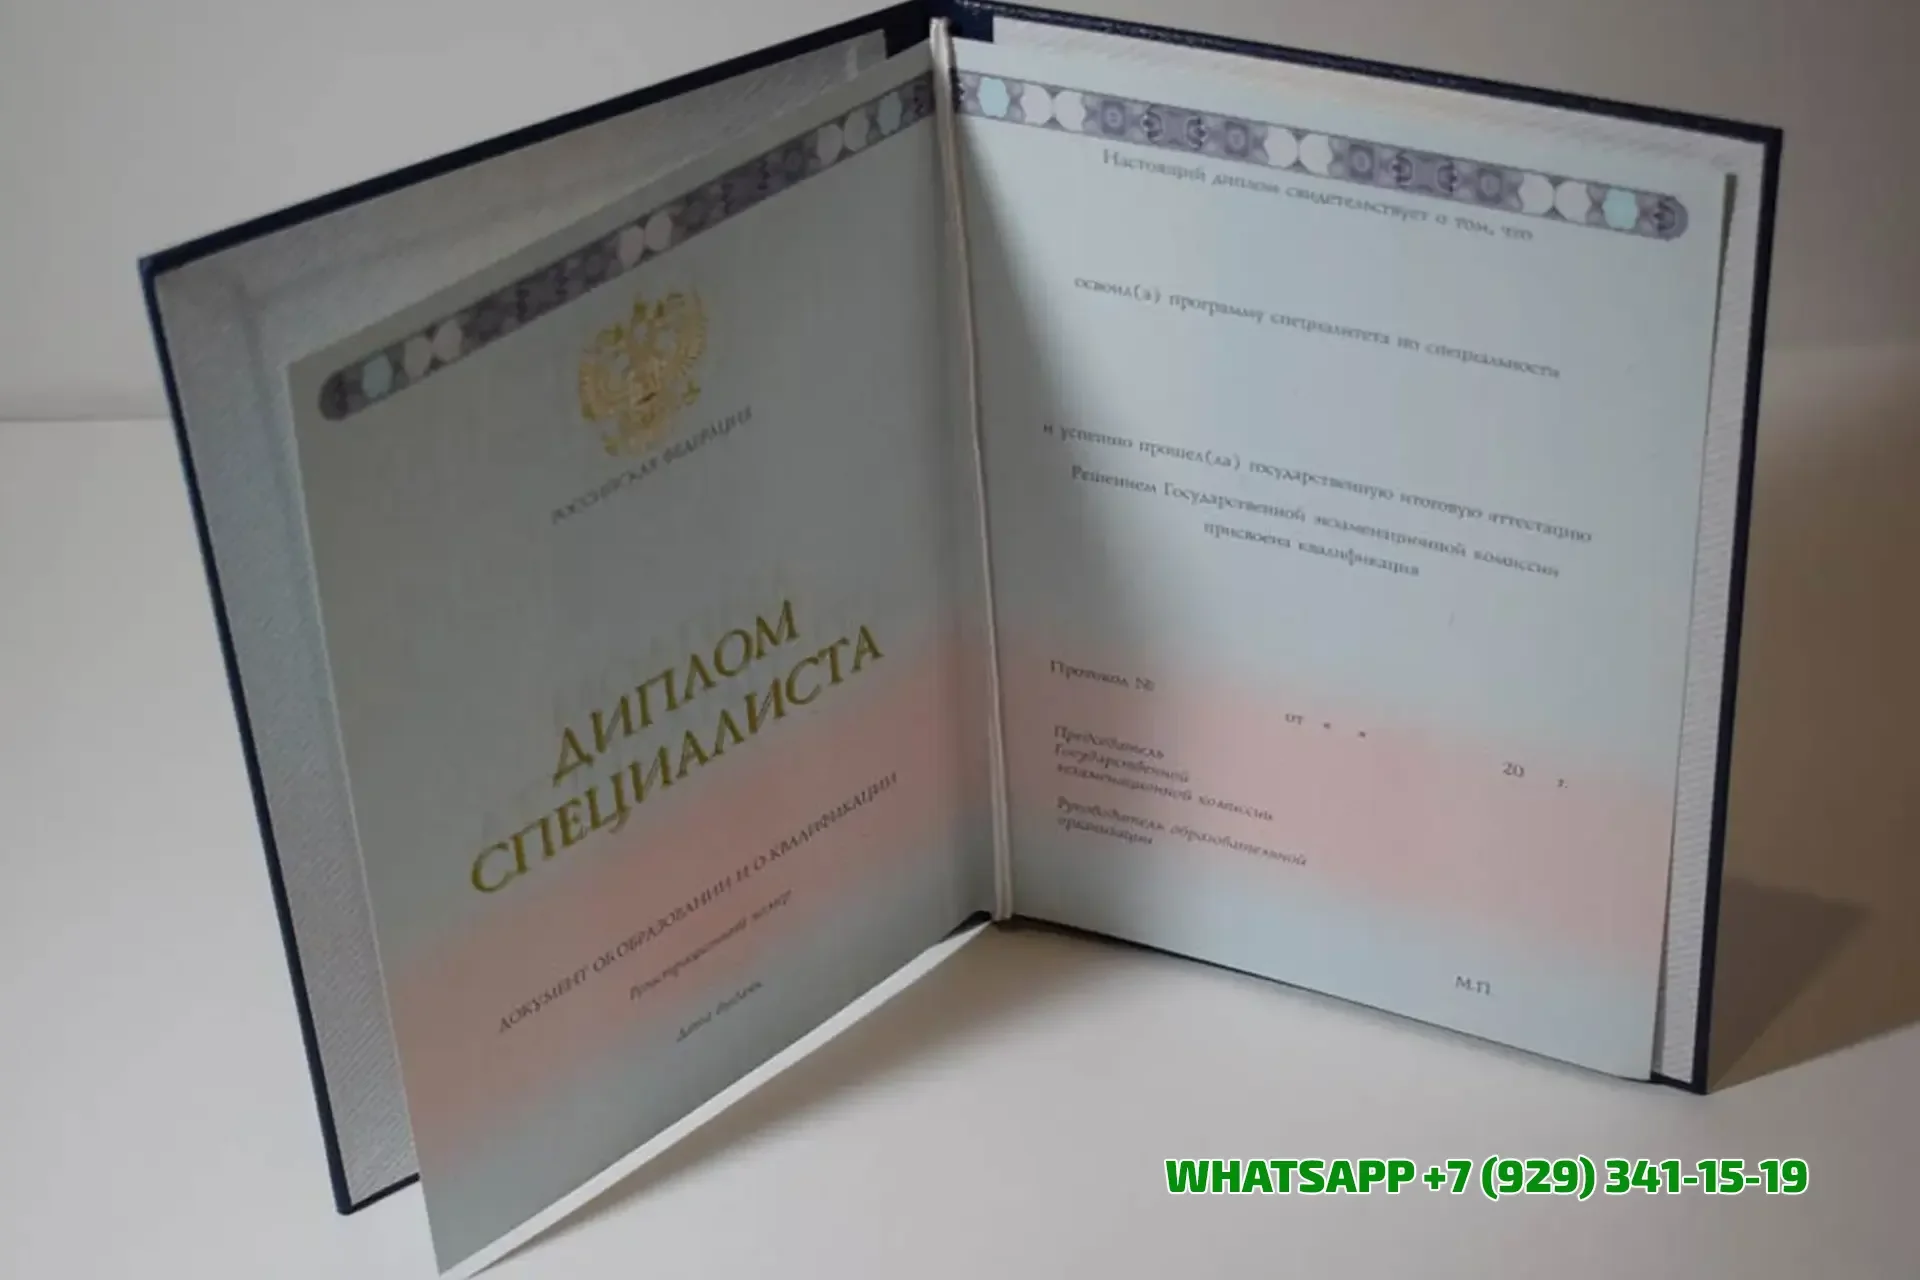 РОССИЙСКАЯ ФЕДЕРАЦИЯ
ДИПЛОМ
СПЕЦИАЛИСТА
ДОКУМЕНТ ОБ ОБРАЗОВАНИИ И О КВАЛИФИКАЦИИ
Регистрационный номер
Дата выдачи
Настоящий диплом свидетельствует о том, что
освоил(а) программу специалитета по специальности
и успешно прошел(ла) государственную итоговую аттестацию
Решением Государственной экзаменационной комиссии
присвоена квалификация
Протокол №
от « » 20 г.
Председатель
Государственной
экзаменационной комиссии
Руководитель образовательной
организации
М.П.
WHATSAPP +7 (929) 341-15-19